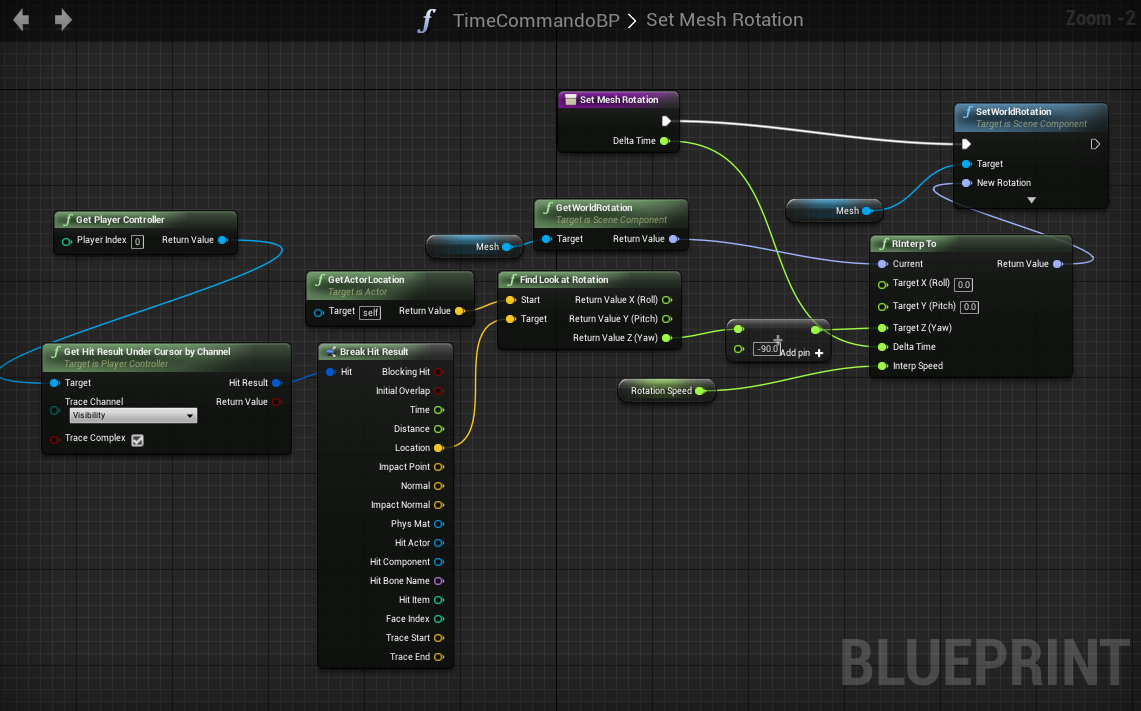 TimeCommandoBP > Set Mesh Rotation
Zoom -2
Set Mesh Rotation
Delta Time
SetWorldRotation
Target is Scene Component
Target
New Rotation
Mesh
Get Player Controller
Player Index 0
Return Value
GetWorldRotation
Target is Scene Component
Target
Return Value
Mesh
RInterp To
Current
Return Value
Target X (Roll) 0.0
Target Y (Pitch) 0.0
Target Z (Yaw)
Delta Time
Interp Speed
GetActorLocation
Target is Actor
Target self
Return Value
Find Look at Rotation
Start
Return Value X (Roll)
Target
Return Value Y (Pitch)
Return Value Z (Yaw)
-90.0
Add pin +
Rotation Speed
Get Hit Result Under Cursor by Channel
Target is Player Controller
Target
Hit Result
Trace Channel
Return Value
Visibility
Trace Complex
Break Hit Result
Hit
Blocking Hit
Initial Overlap
Time
Distance
Location
Impact Point
Normal
Impact Normal
Phys Mat
Hit Actor
Hit Component
Hit Bone Name
Hit Item
Face Index
Trace Start
Trace End
BLUEPRINT